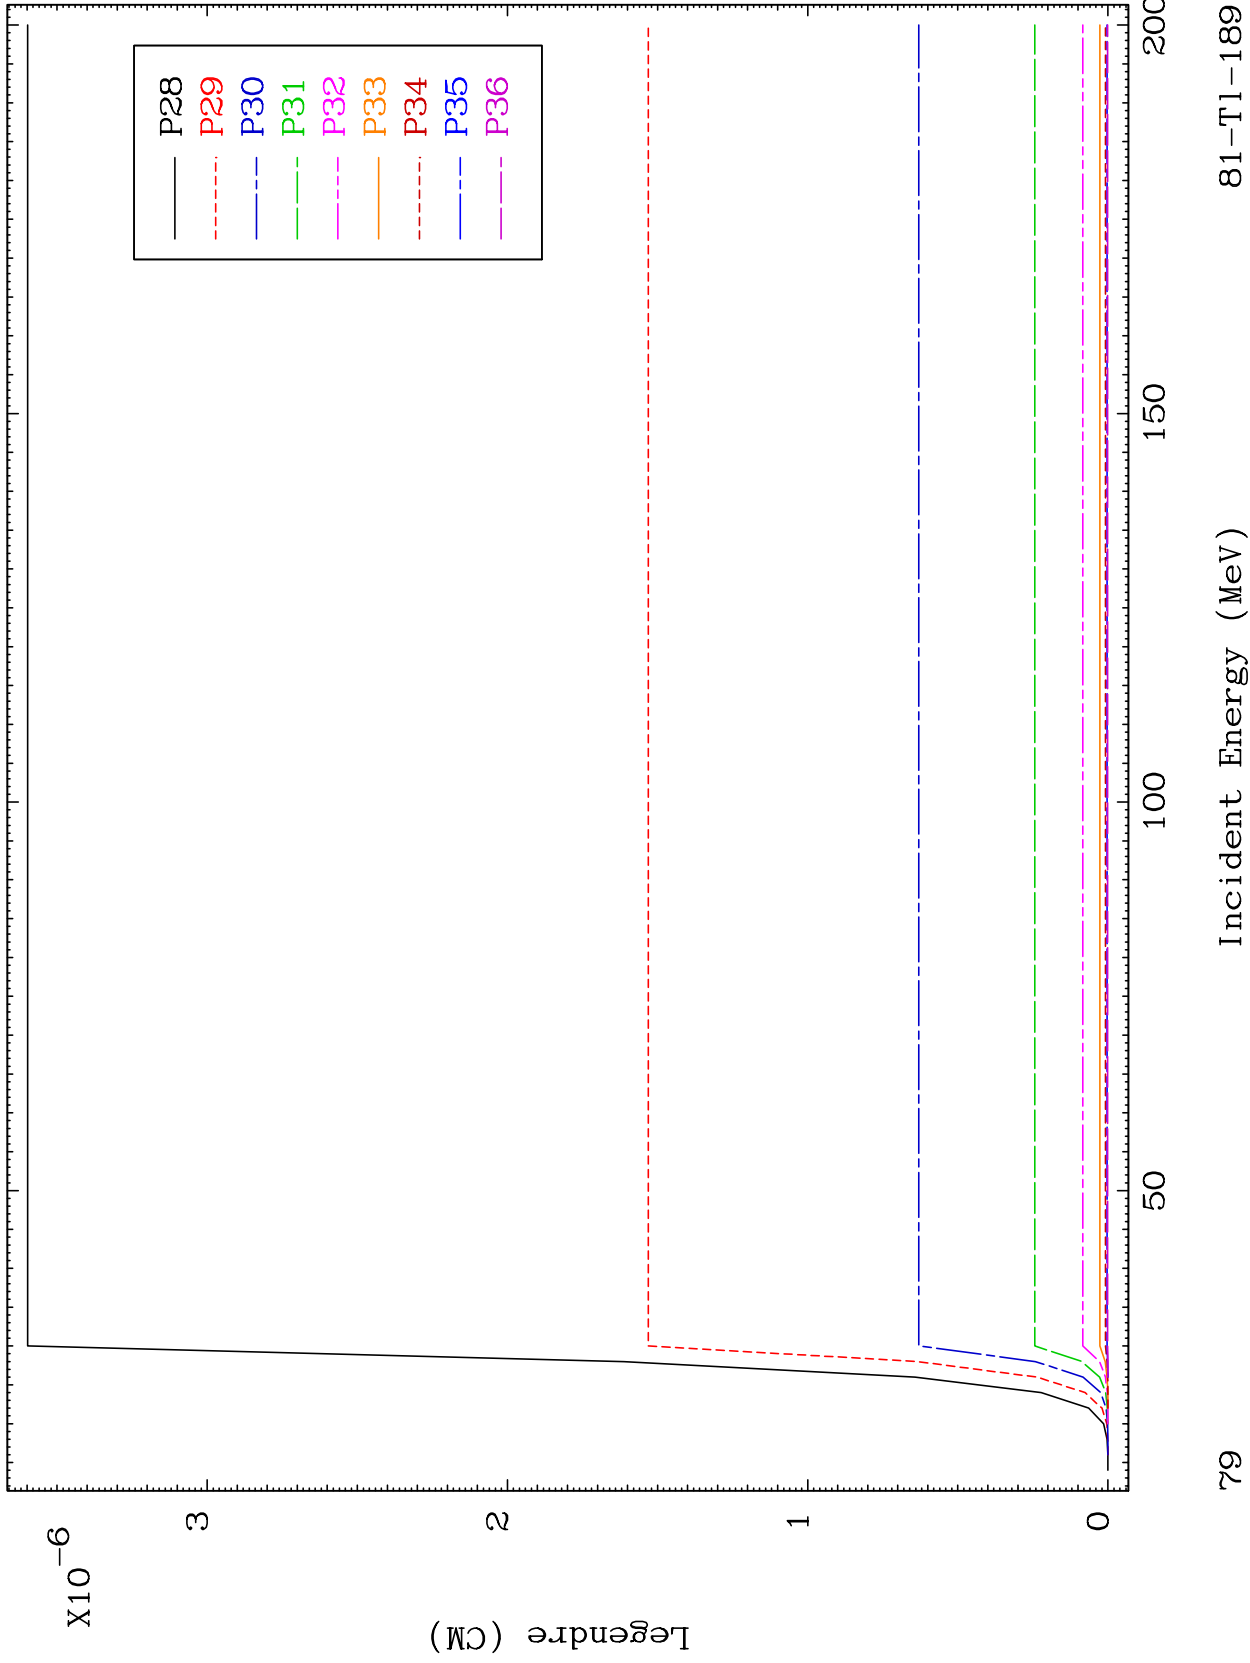 X10-6
3
2
1
0
Legendre (CM)
P28
P29
P30
P31
P32
P33
P34
P35
P36
50
100
150
200
79
Incident Energy (MeV)
81-Tl-189